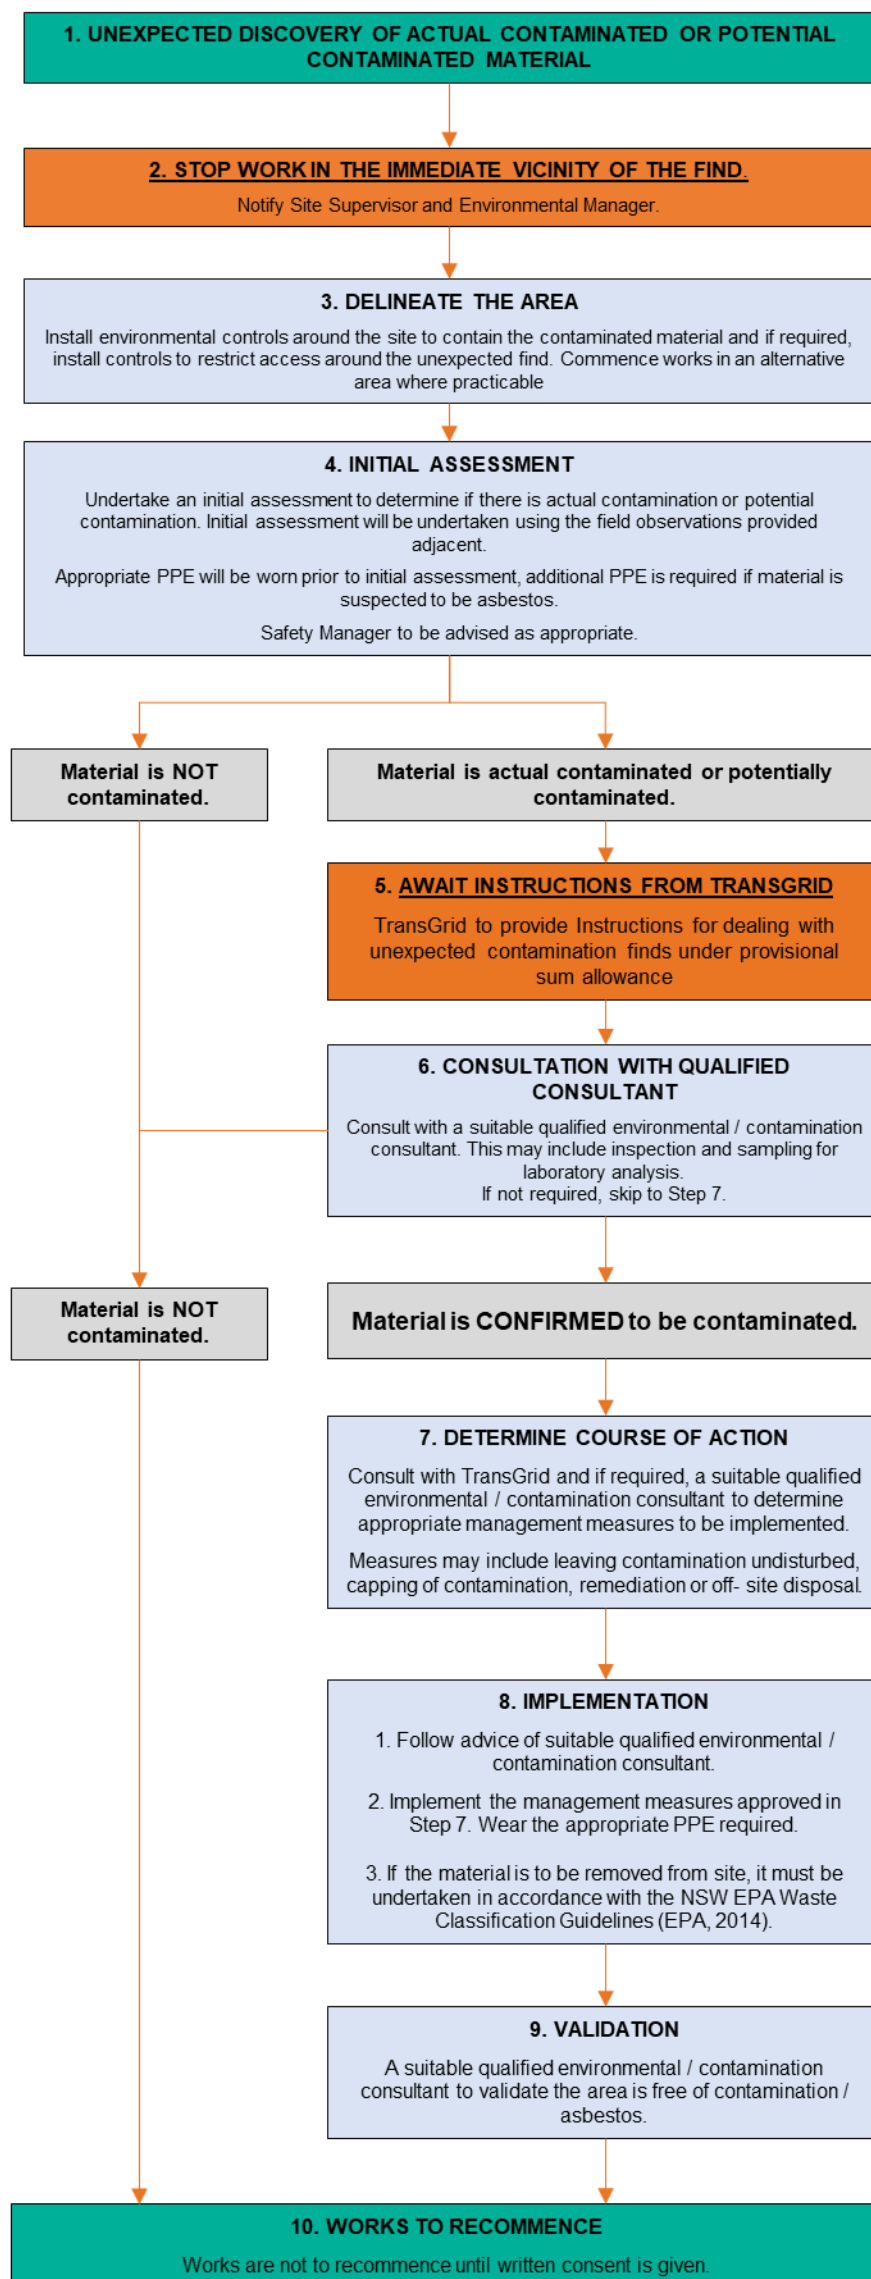 1. UNEXPECTED DISCOVERY OF ACTUAL CONTAMINATED OR POTENTIAL
CONTAMINATED MATERIAL
2. STOP WORK IN THE IMMEDIATE VICINITY OF THE FIND.
Notify Site Supervisor and Environmental Manager.
3. DELINEATE THE AREA
Install environmental controls around the site to contain the contaminated material and if required,
install controls to restrict access around the unexpected find. Commence works in an alternative
area where practicable
4. INITIAL ASSESSMENT
Undertake an initial assessment to determine if there is actual contamination or potential
contamination. Initial assessment will be undertaken using the field observations provided
adjacent.
Appropriate PPE will be worn prior to initial assessment, additional PPE is required if material is
suspected to be asbestos.
Safety Manager to be advised as appropriate.
Material is NOT
contaminated.
Material is actual contaminated or potentially
contaminated.
5. AWAIT INSTRUCTIONS FROM TRANSGRID
TransGrid to provide Instructions for dealing with
unexpected contamination finds under provisional
sum allowance
6. CONSULTATION WITH QUALIFIED
CONSULTANT
Consult with a suitable qualified environmental / contamination
consultant. This may include inspection and sampling for
laboratory analysis.
If not required, skip to Step 7.
Material is NOT
contaminated.
Material is CONFIRMED to be contaminated.
7. DETERMINE COURSE OF ACTION
Consult with TransGrid and if required, a suitable qualified
environmental / contamination consultant to determine
appropriate management measures to be implemented.
Measures may include leaving contamination undisturbed,
capping of contamination, remediation or off- site disposal.
8. IMPLEMENTATION
1. Follow advice of suitable qualified environmental /
contamination consultant.
2. Implement the management measures approved in
Step 7. Wear the appropriate PPE required.
3. If the material is to be removed from site, it must be
undertaken in accordance with the NSW EPA Waste
Classification Guidelines (EPA, 2014).
9. VALIDATION
A suitable qualified environmental / contamination
consultant to validate the area is free of contamination /
asbestos.
10. WORKS TO RECOMMENCE
Works are not to recommence until written consent is given.